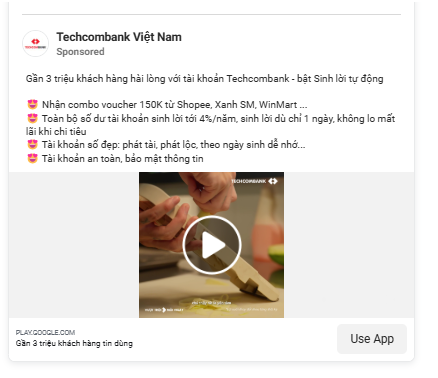 Techcombank Việt Nam
Sponsored
Gần 3 triệu khách hàng hài lòng với tài khoản Techcombank - bật Sinh lời tự động
😍 Nhận combo voucher 150K từ Shopee, Xanh SM, WinMart ...
😍 Toàn bộ số dư tài khoản sinh lời tới 4%/năm, sinh lời dù chỉ 1 ngày, không lo mất
lãi khi chi tiêu
😍 Tài khoản số đẹp: phát tài, phát lộc, theo ngày sinh dễ nhớ...
😍 Tài khoản an toàn, bảo mật thông tin
TECHCOMBANK
PLAY.GOOGLE.COM
Gần 3 triệu khách hàng tin dùng
Use App